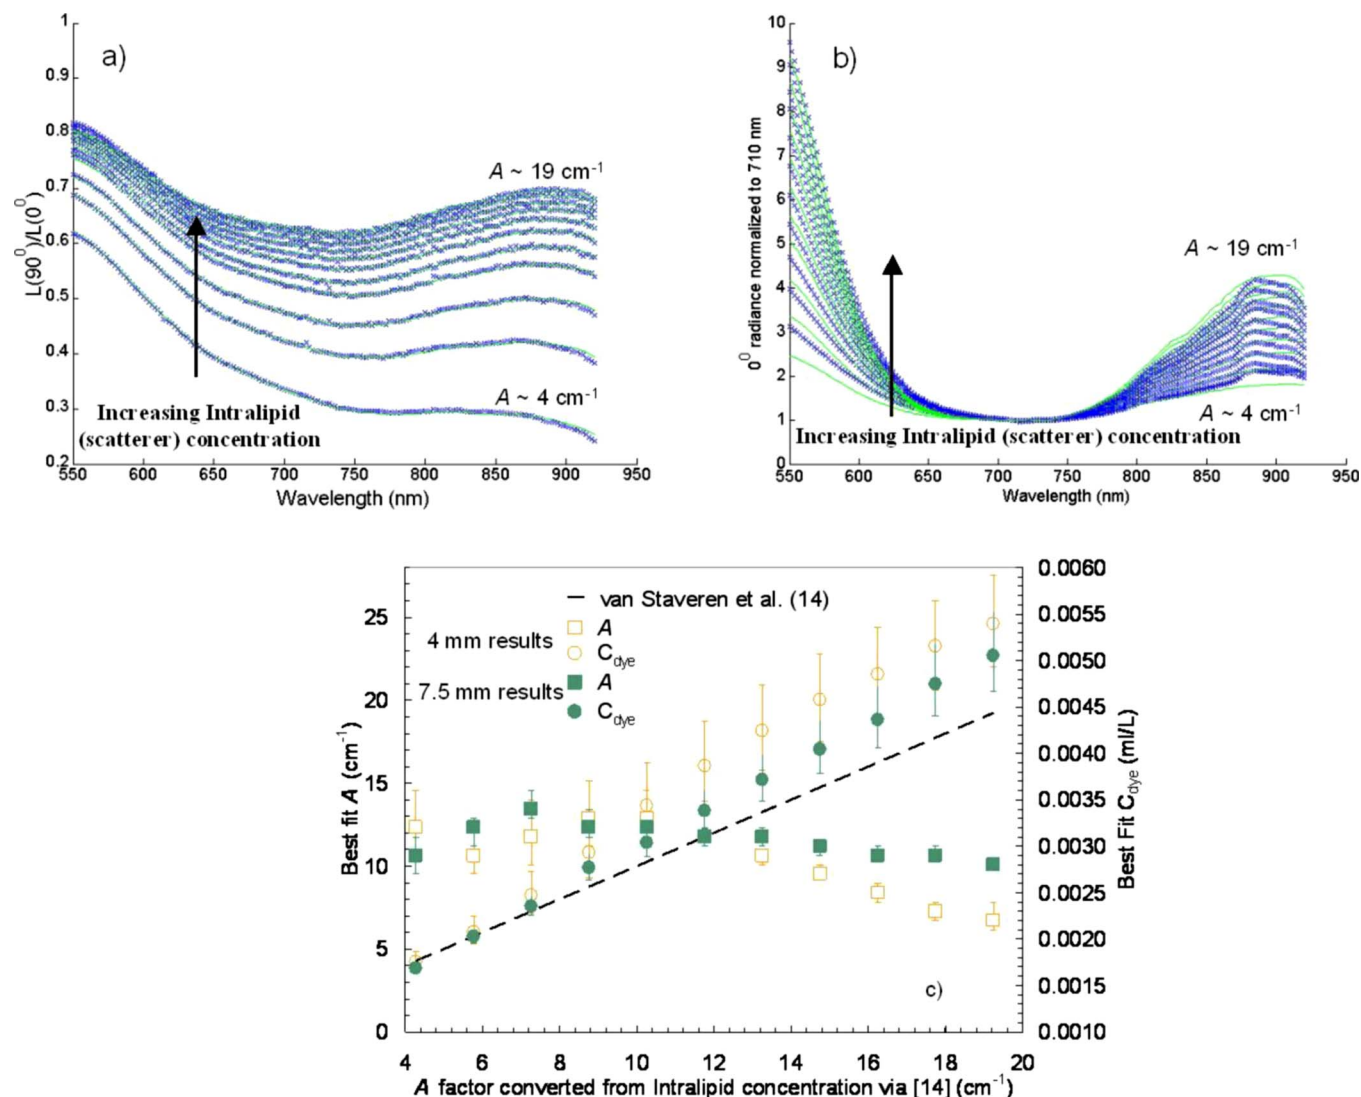 a)
1
0.9
0.8
0.7
0.6
0.5
0.4
0.3
0.2
L(90⁰)/L(0⁰)
A ~ 19 cm⁻¹
A ~ 4 cm⁻¹
Increasing Intralipid
(scatterer) concentration
550 600 650 700 750 800 850 900 950
Wavelength (nm)
b)
10
9
8
7
6
5
4
3
2
1
0
0⁰ radiance normalized to 710 nm
A ~ 19 cm⁻¹
A ~ 4 cm⁻¹
Increasing Intralipid (scatterer) concentration
550 600 650 700 750 800 850 900 950
Wavelength (nm)
25
20
15
10
5
0
Best fit A (cm⁻¹)
van Staveren et al. (14)
4 mm results
A
C_dye
7.5 mm results
A
C_dye
c)
0.0060
0.0055
0.0050
0.0045
0.0040
0.0035
0.0030
0.0025
0.0020
0.0015
0.0010
Best Fit C_dye (ml/L)
4 6 8 10 12 14 16 18 20
A factor converted from Intralipid concentration via [14] (cm⁻¹)